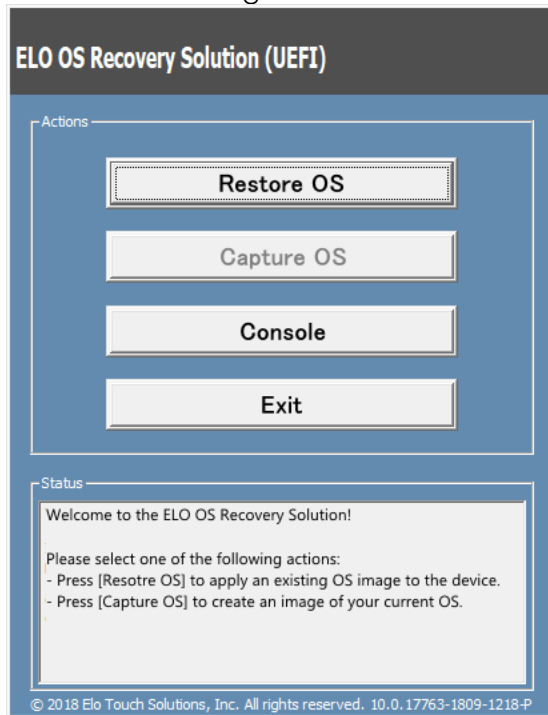 ELO OS Recovery Solution (UEFI)
Actions
Restore OS
Capture OS
Console
Exit
Status
Welcome to the ELO OS Recovery Solution!
Please select one of the following actions:
- Press [Resotre OS] to apply an existing OS image to the device.
- Press [Capture OS] to create an image of your current OS.
© 2018 Elo Touch Solutions, Inc. All rights reserved. 10.0.17763-1809-1218-P